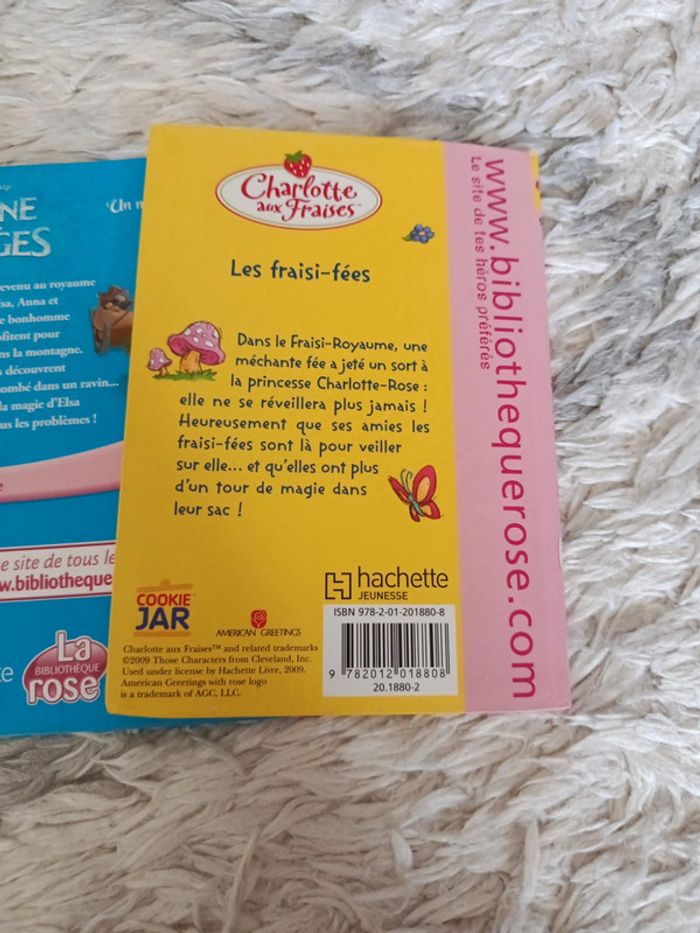 Un
NE
GES
evenu au royaume
sa, Anna et
e bonhomme
ofitent pour
ns la montagne.
s découvrent
ombé dans un ravin...
la magie d'Elsa
us les problèmes !
e site de tous le
w.bibliotheque
La
BIBLIOTHÈQUE
rose
te
Charlotte
aux Fraises™
Les fraisi-fées
Dans le Fraisi-Royaume, une
méchante fée a jeté un sort à
la princesse Charlotte-Rose :
elle ne se réveillera plus jamais !
Heureusement que ses amies les
fraisi-fées sont là pour veiller
sur elle... et qu'elles ont plus
d'un tour de magie dans
leur sac !
COOKIE
JAR
AMERICAN GREETINGS
hachette
JEUNESSE
Charlotte aux Fraises™ and related trademarks
©2009 Those Characters from Cleveland, Inc.
Used under license by Hachette Livre, 2009.
American Greetings with rose logo
is a trademark of AGC, LLC.
ISBN 978-2-01-201880-8
9 782012 018808
20.1880-2
www.bibliothequerose.com
Le site de tes héros préférés